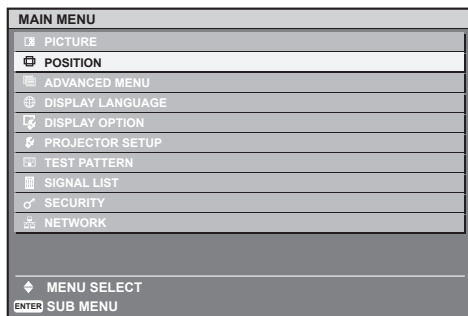 MAIN MENU
PICTURE
POSITION
ADVANCED MENU
DISPLAY LANGUAGE
DISPLAY OPTION
PROJECTOR SETUP
TEST PATTERN
SIGNAL LIST
SECURITY
NETWORK
MENU SELECT
ENTER SUB MENU